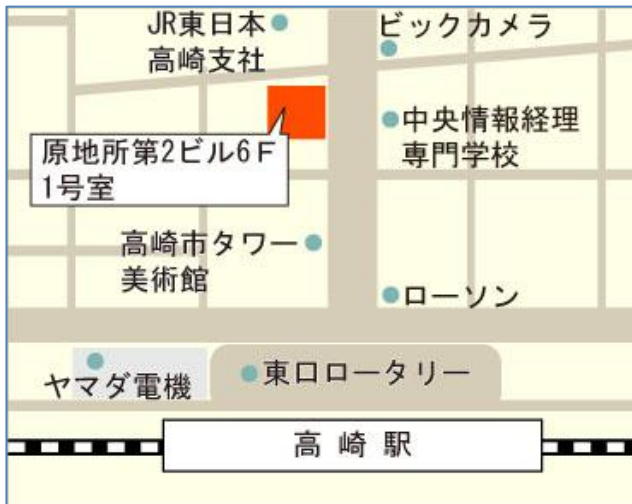 JR東日本
高崎支社
ビックカメラ
中央情報経理
専門学校
原地所第2ビル6F
1号室
高崎市タワー
美術館
ローソン
ヤマダ電機
東口ロータリー
高崎駅